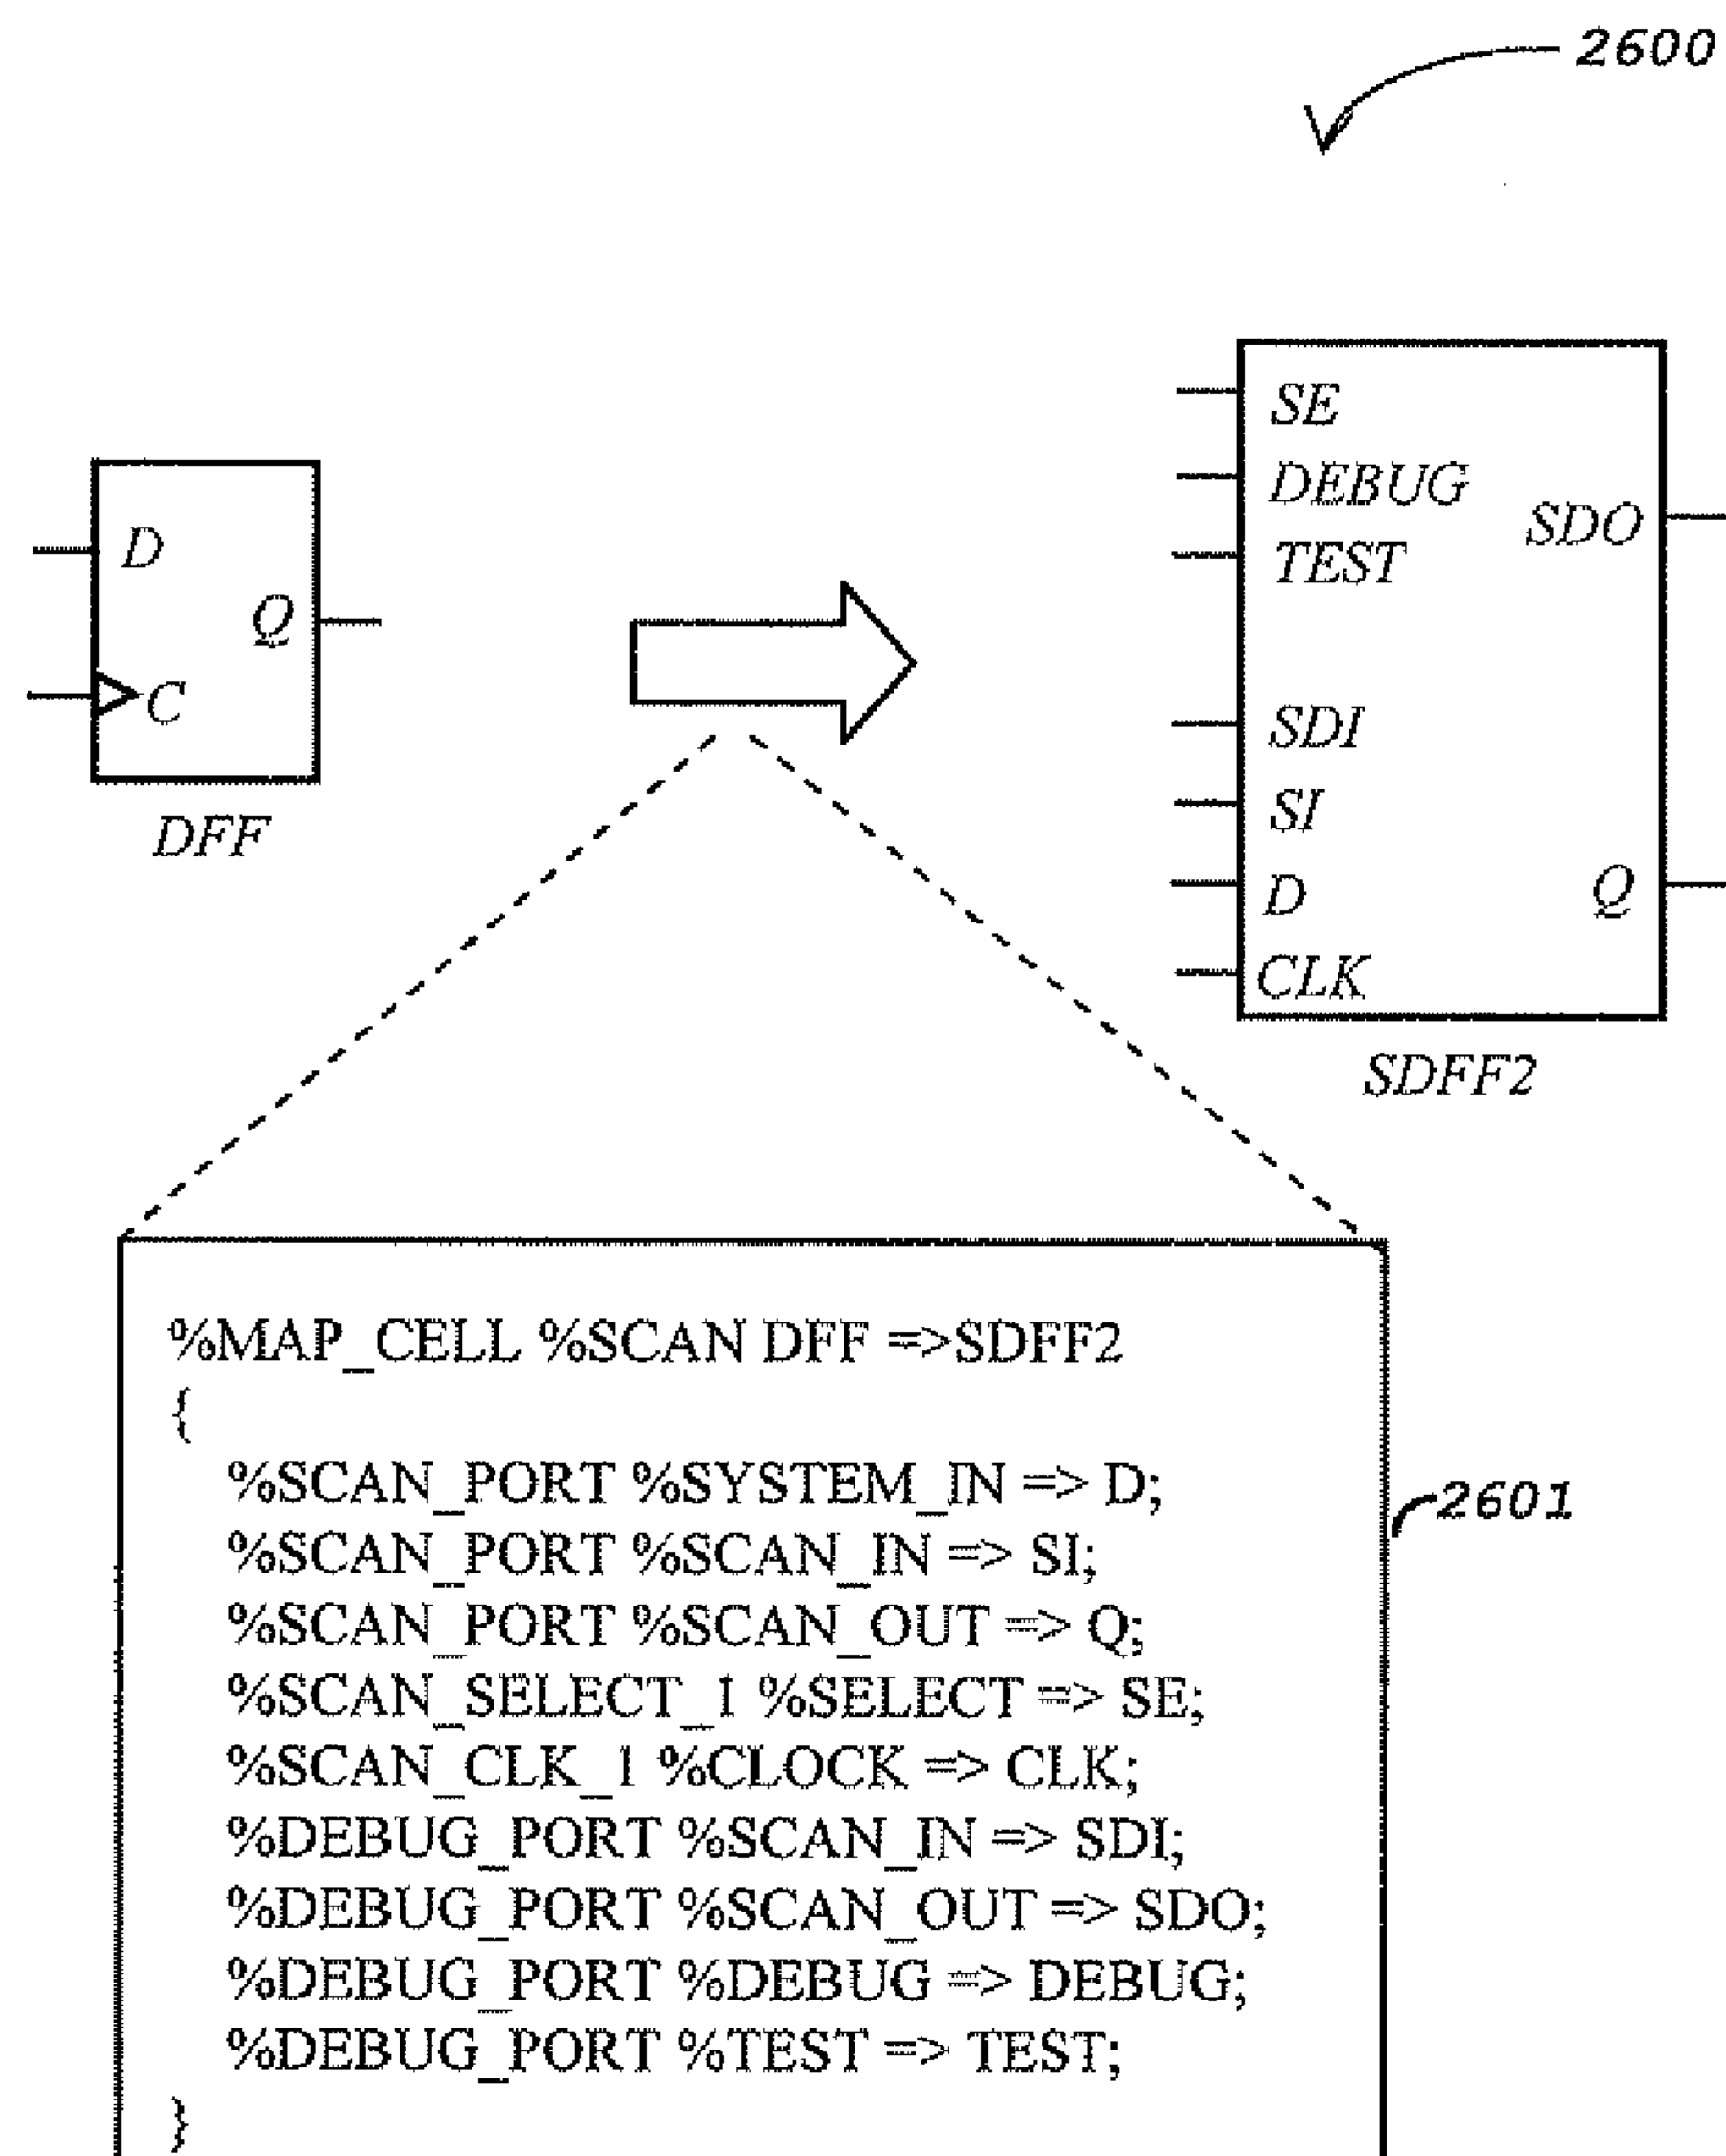 2600
SE
DEBUG
SDO
TEST
SDI
SI
D
Q
CLK
SDFF2
D
Q
C
DFF
%MAP_CELL %SCAN DFF =>SDFF2
{
%SCAN_PORT %SYSTEM_IN => D;
%SCAN_PORT %SCAN_IN => SI;
%SCAN_PORT %SCAN_OUT => Q;
%SCAN_SELECT_1 %SELECT => SE;
%SCAN_CLK_1 %CLOCK => CLK;
%DEBUG_PORT %SCAN_IN => SDI;
%DEBUG_PORT %SCAN_OUT => SDO;
%DEBUG_PORT %DEBUG => DEBUG;
%DEBUG_PORT %TEST => TEST;
}
2601